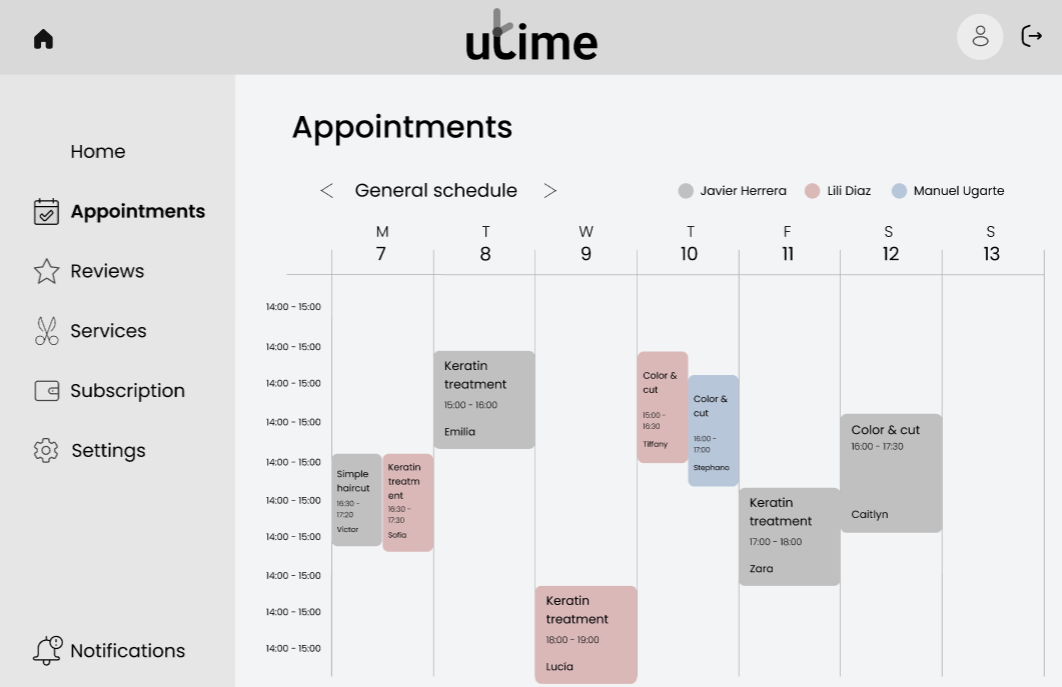 utime
Home
Appointments
Reviews
Services
Subscription
Settings
Notifications
Appointments
< General schedule >
Javier Herrera Lili Diaz Manuel Ugarte
M T W T F S S
7 8 9 10 11 12 13
14:00 - 15:00
14:00 - 15:00
14:00 - 15:00
14:00 - 15:00
14:00 - 15:00
14:00 - 15:00
14:00 - 15:00
14:00 - 15:00
14:00 - 15:00
14:00 - 15:00
Simple
haircut
16:30 -
17:20
Victor
Keratin
treatm
ent
16:30 -
17:30
Sofia
Keratin
treatment
15:00 - 16:00
Emilia
Keratin
treatment
18:00 - 19:00
Lucía
Color &
cut
15:00 -
16:30
Tiffany
Color &
cut
16:00 -
17:00
Stephano
Keratin
treatment
17:00 - 18:00
Zara
Color & cut
16:00 - 17:30
Caitlyn